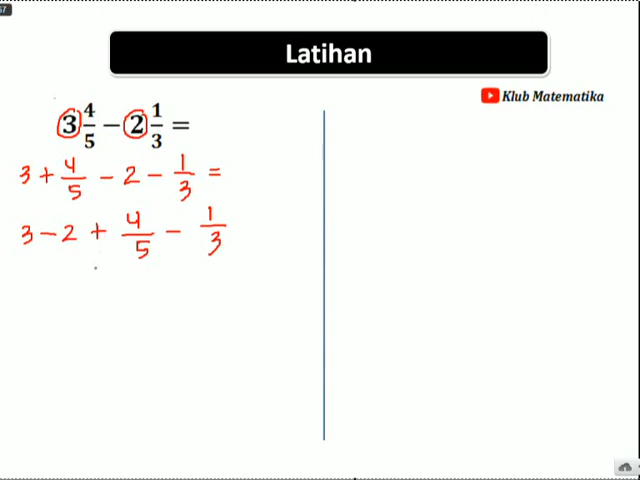 57
Latihan
Klub Matematika
3 4/5 − 2 1/3 =
3 + 4/5 − 2 − 1/3 =
3 − 2 + 4/5 − 1/3